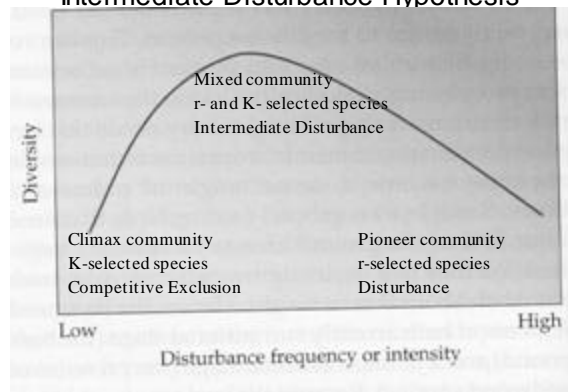 Intermediate Disturbance Hypothesis
Diversity
Mixed community
r- and K- selected species
Intermediate Disturbance
Climax community
K-selected species
Competitive Exclusion
Pioneer community
r-selected species
Disturbance
Low
High
Disturbance frequency or intensity